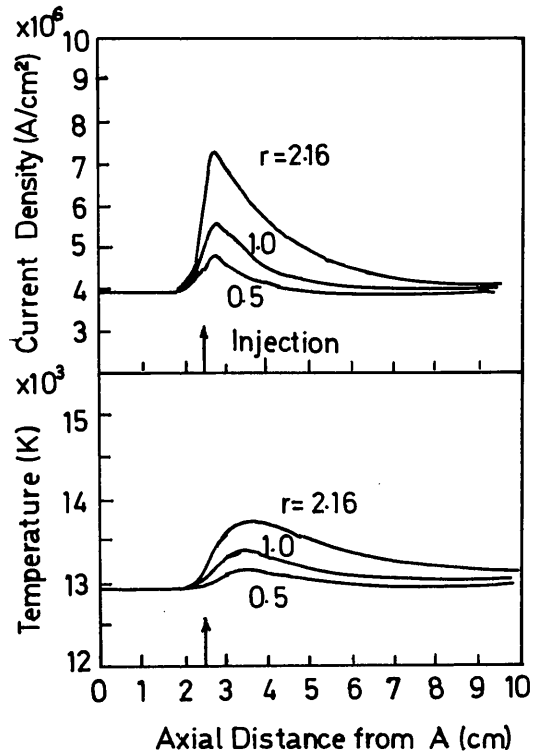 ×10⁶
Current Density (A/cm²)
10
9
8
7
6
5
4
3
r = 2·16
1.0
0.5
Injection
×10³
Temperature (K)
15
14
13
12
r = 2·16
1.0
0.5
0 1 2 3 4 5 6 7 8 9 10
Axial Distance from A (cm)